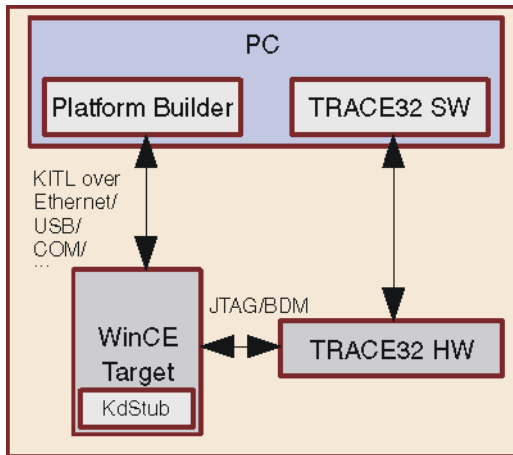 PC
Platform Builder
TRACE32 SW
KITL over
Ethernet/
USB/
COM/
...
JTAG/BDM
WinCE
Target
KdStub
TRACE32 HW